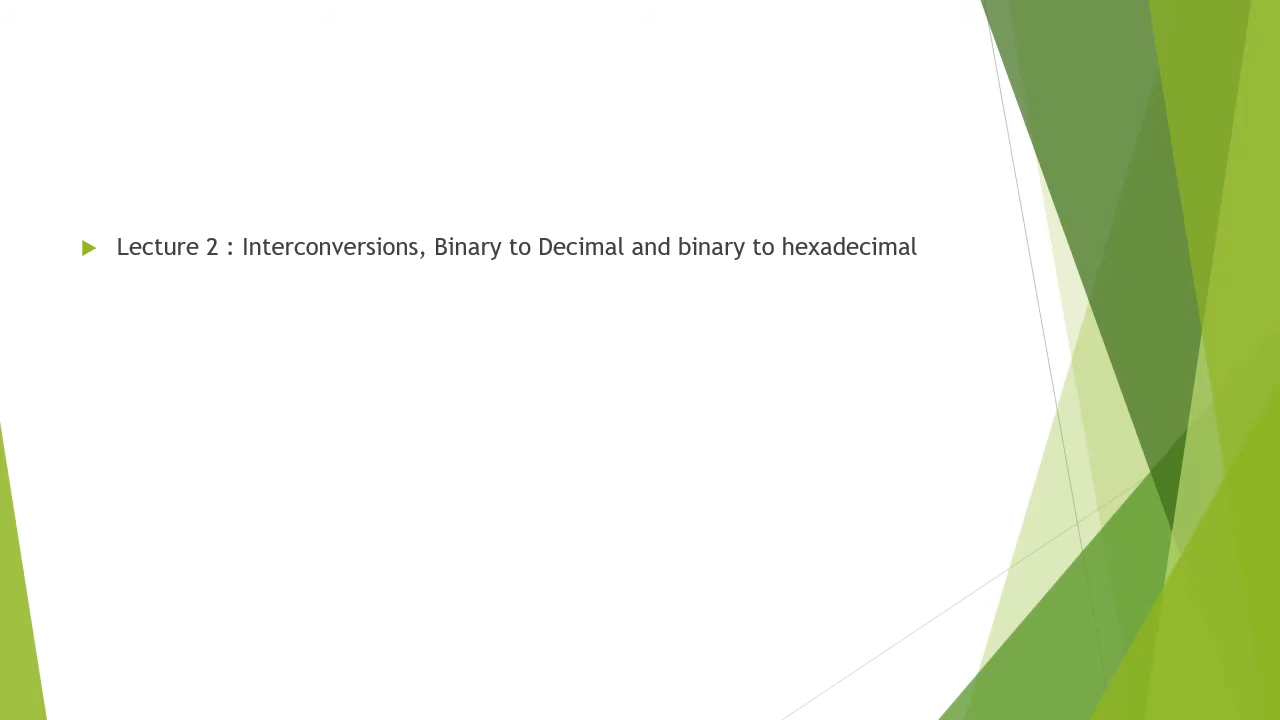 Lecture 2 : Interconversions, Binary to Decimal and binary to hexadecimal